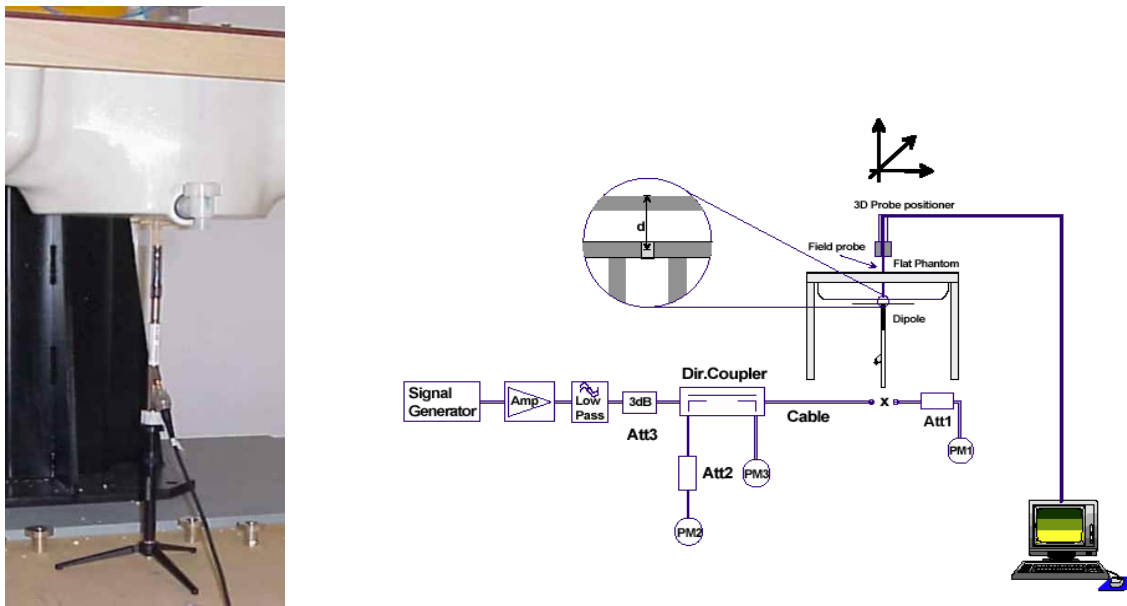 3D Probe positioner
d
Field probe
Flat Phantom
Dipole
Dir.Coupler
Signal
Generator
Amp
Low
Pass
3dB
Att3
Cable
x
Att1
PM1
Att2
PM3
PM2